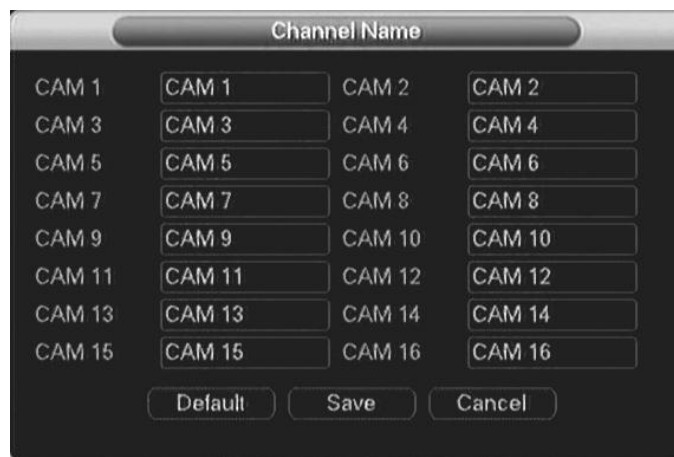 Channel Name
CAM 1 CAM 1 CAM 2 CAM 2
CAM 3 CAM 3 CAM 4 CAM 4
CAM 5 CAM 5 CAM 6 CAM 6
CAM 7 CAM 7 CAM 8 CAM 8
CAM 9 CAM 9 CAM 10 CAM 10
CAM 11 CAM 11 CAM 12 CAM 12
CAM 13 CAM 13 CAM 14 CAM 14
CAM 15 CAM 15 CAM 16 CAM 16
Default Save Cancel